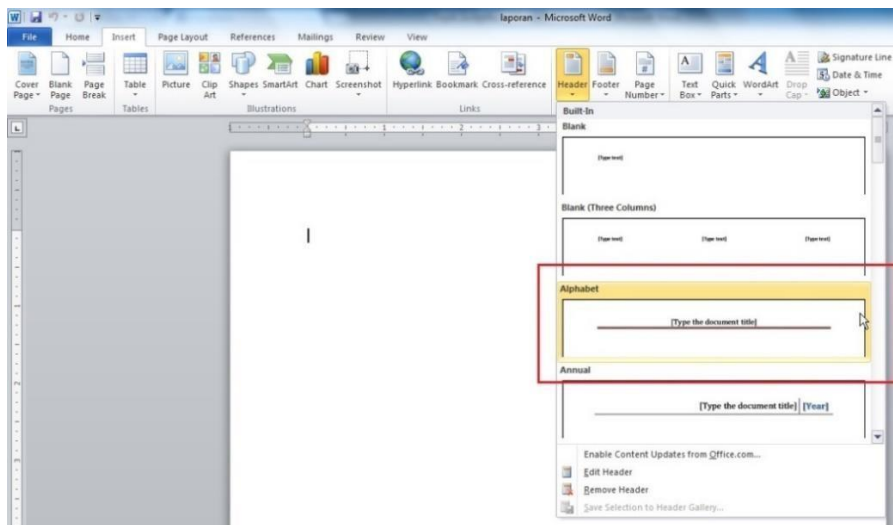 laporan - Microsoft Word
File Home Insert Page Layout References Mailings Review View
Cover Page Blank Page Page Break Table Picture Clip Art Shapes SmartArt Chart Screenshot Hyperlink Bookmark Cross-reference Header Footer Page Number Text Box Quick Parts WordArt Drop Cap
Signature Line
Date & Time
Object
Pages Tables Illustrations Links
Built-In
Blank
[Type text]
Blank (Three Columns)
[Type text] [Type text] [Type text]
Alphabet
[Type the document title]
Annual
[Type the document title] [Year]
Enable Content Updates from Office.com...
Edit Header
Remove Header
Save Selection to Header Gallery...